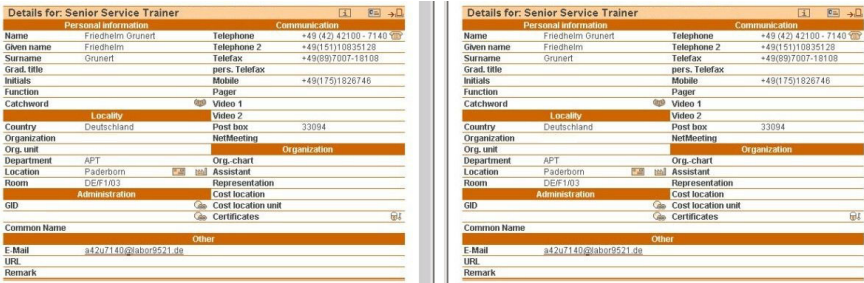 Details for: Senior Service Trainer
Personal information Communication
Name Friedhelm Grunert Telephone +49 (42) 42100 - 7140
Given name Friedhelm Telephone 2 +49(151)10835128
Surname Grunert Telefax +49(89)7007-18108
Grad. title pers. Telefax
Initials Mobile +49(175)1826746
Function Pager
Catchword Video 1
Locality Video 2
Country Deutschland Post box 33094
Organization NetMeeting
Org. unit Organization
Department APT Org.-chart
Location Paderborn Assistant
Room DE/F1/03 Representation
Administration Cost location
GID Cost location unit
Certificates
Common Name
Other
E-Mail a42u7140@labor9521.de
URL
Remark
Details for: Senior Service Trainer
Personal information Communication
Name Friedhelm Grunert Telephone +49 (42) 42100 - 7140
Given name Friedhelm Telephone 2 +49(151)10835128
Surname Grunert Telefax +49(89)7007-18108
Grad. title pers. Telefax
Initials Mobile +49(175)1826746
Function Pager
Catchword Video 1
Locality Video 2
Country Deutschland Post box 33094
Organization NetMeeting
Org. unit Organization
Department APT Org.-chart
Location Paderborn Assistant
Room DE/F1/03 Representation
Administration Cost location
GID Cost location unit
Certificates
Common Name
Other
E-Mail a42u7140@labor9521.de
URL
Remark